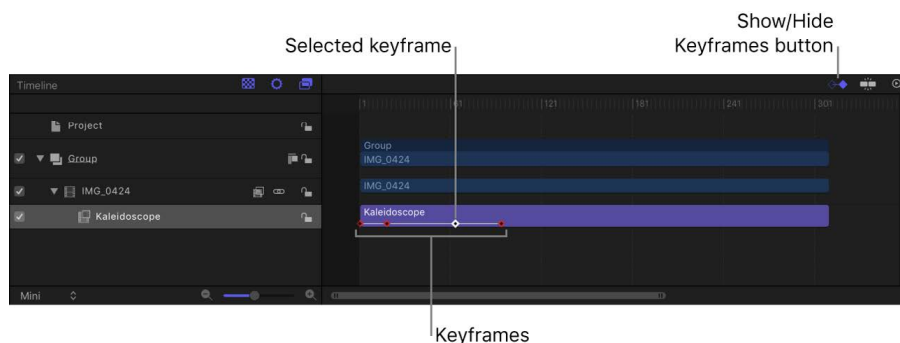 Show/Hide
Keyframes button
Selected keyframe
Timeline
1 61 121 181 241 301
Project
Group
Group
IMG_0424
IMG_0424
IMG_0424
Kaleidoscope
Kaleidoscope
Mini
Keyframes